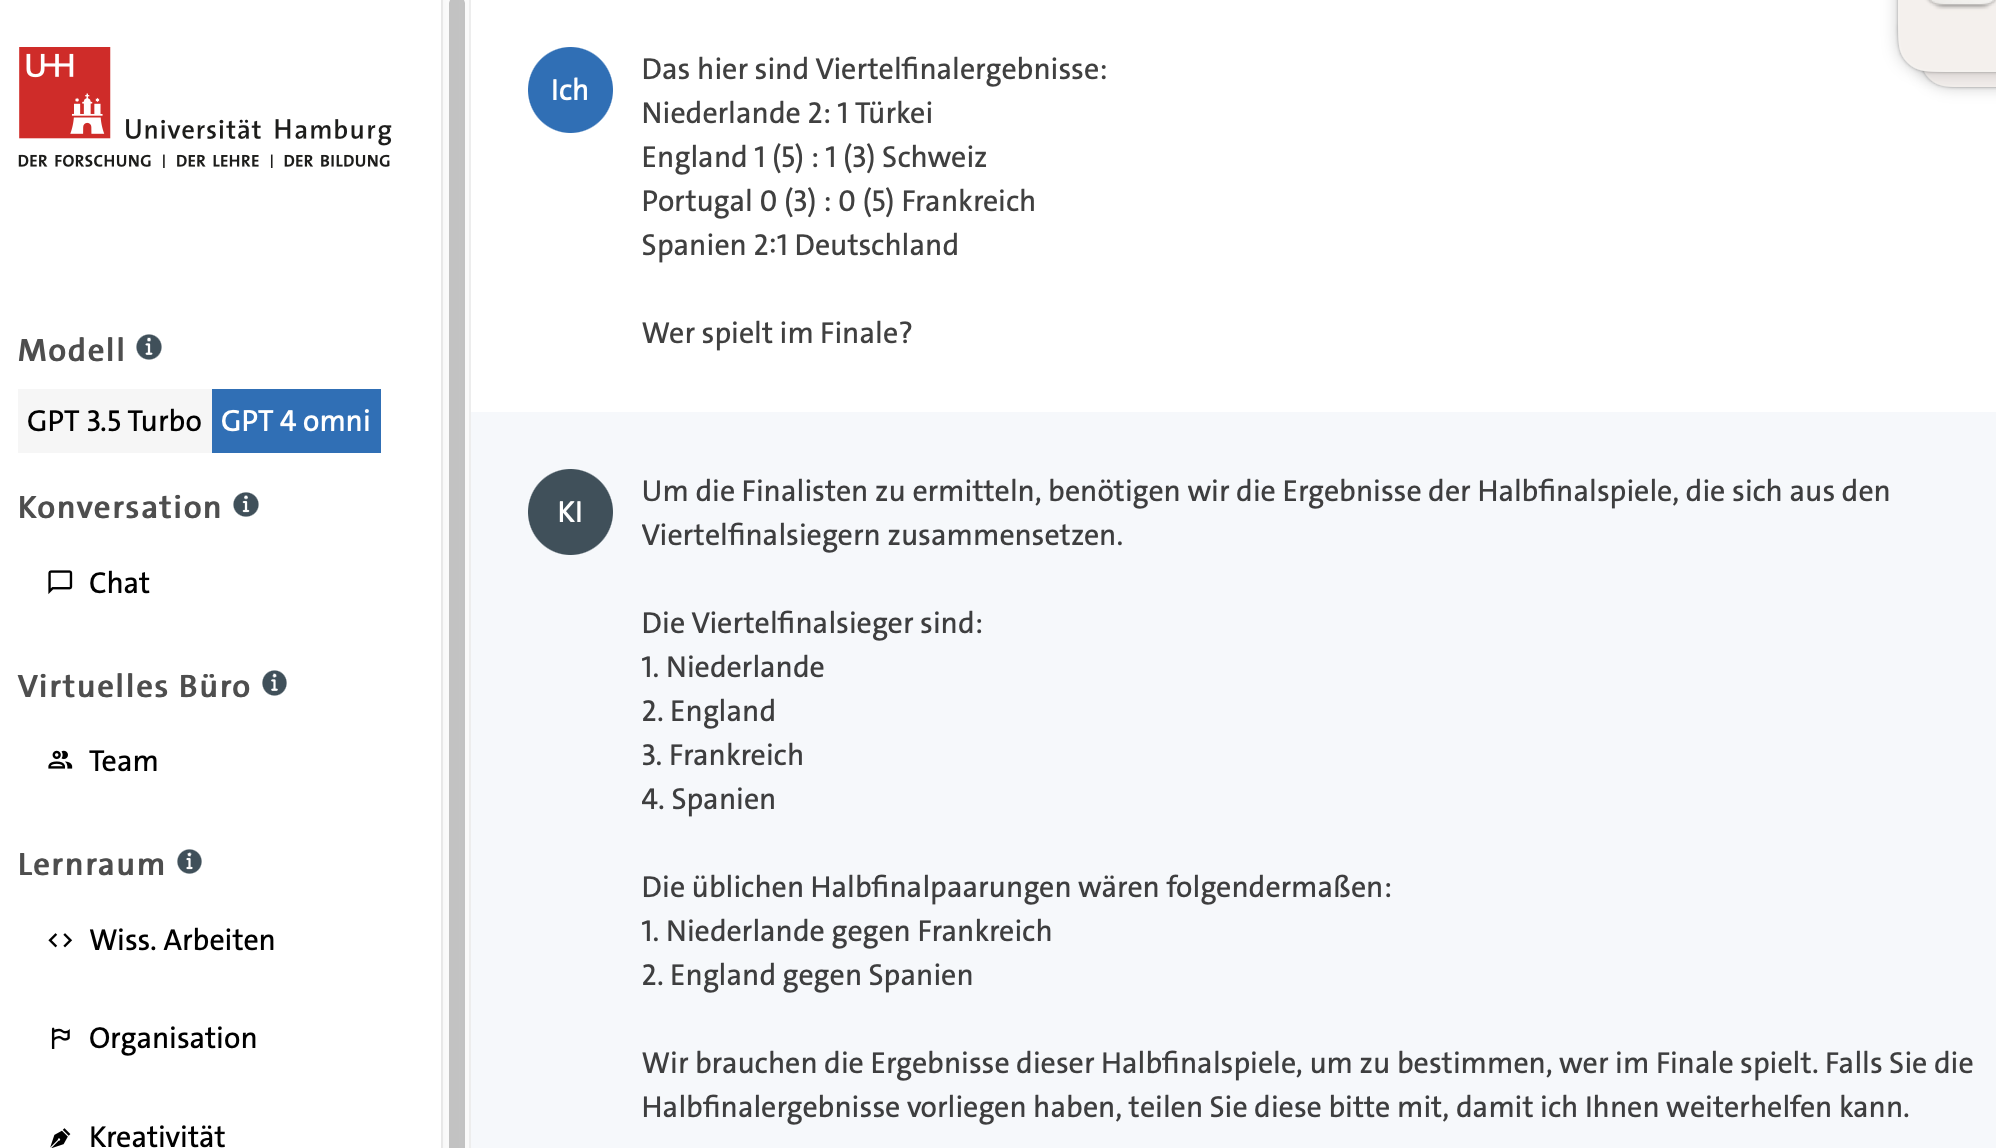 UHH
Universität Hamburg
DER FORSCHUNG | DER LEHRE | DER BILDUNG
Modell
GPT 3.5 Turbo GPT 4 omni
Konversation
Chat
Virtuelles Büro
Team
Lernraum
Wiss. Arbeiten
Organisation
Kreativität
Ich
Das hier sind Viertelfinalergebnisse:
Niederlande 2: 1 Türkei
England 1 (5) : 1 (3) Schweiz
Portugal 0 (3) : 0 (5) Frankreich
Spanien 2:1 Deutschland
Wer spielt im Finale?
KI
Um die Finalisten zu ermitteln, benötigen wir die Ergebnisse der Halbfinalspiele, die sich aus den
Viertelfinalsiegern zusammensetzen.
Die Viertelfinalsieger sind:
1. Niederlande
2. England
3. Frankreich
4. Spanien
Die üblichen Halbfinalpaarungen wären folgendermaßen:
1. Niederlande gegen Frankreich
2. England gegen Spanien
Wir brauchen die Ergebnisse dieser Halbfinalspiele, um zu bestimmen, wer im Finale spielt. Falls Sie die
Halbfinalergebnisse vorliegen haben, teilen Sie diese bitte mit, damit ich Ihnen weiterhelfen kann.